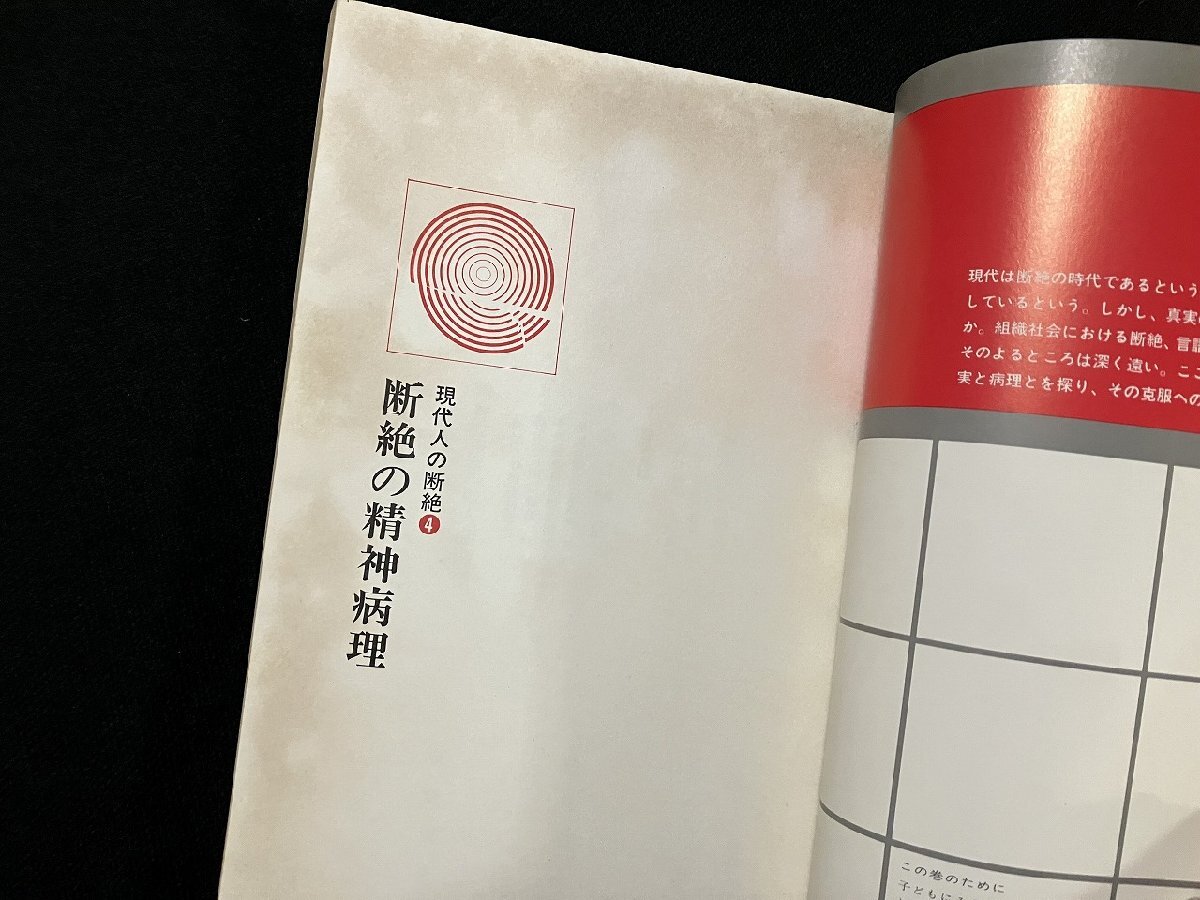 現代人の断絶4
断絶の精神病理
現代は断絶の時代であるという
しているという。しかし、真実
か。組織社会における断絶、言語
そのよるところは深く遠い。ここ
実と病理とを探り、その克服への
この巻のために
子どもに